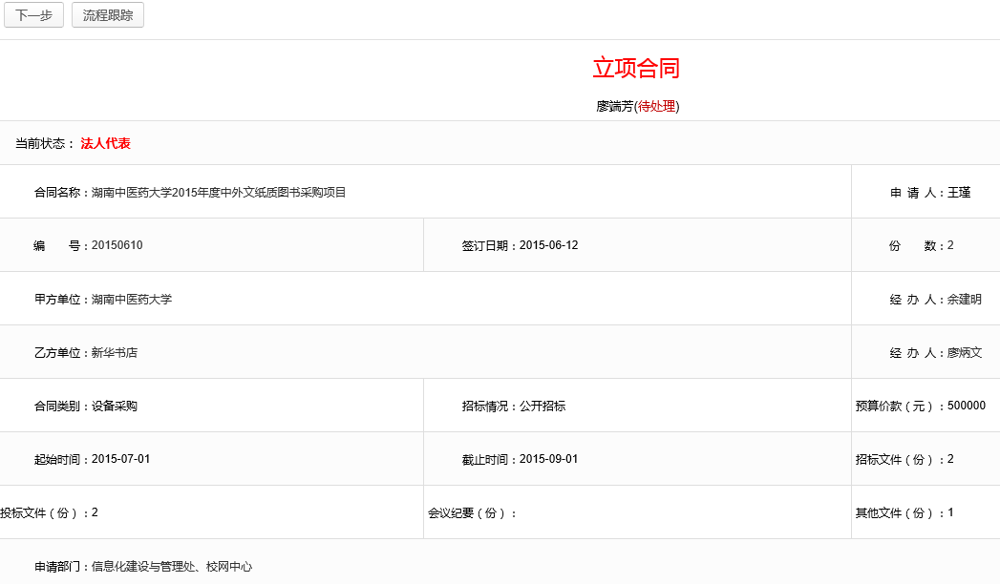 下一步 流程跟踪
立项合同
廖端芳(待处理)
当前状态： 法人代表
合同名称：湖南中医药大学2015年度中外文纸质图书采购项目 申 请 人：王瑾
编 号：20150610 签订日期：2015-06-12 份 数：2
甲方单位：湖南中医药大学 经 办 人：余建明
乙方单位：新华书店 经 办 人：廖炳文
合同类别：设备采购 招标情况：公开招标 预算价款（元）：500000
起始时间：2015-07-01 截止时间：2015-09-01 招标文件（份）：2
投标文件（份）：2 会议纪要（份）： 其他文件（份）：1
申请部门：信息化建设与管理处、校网中心